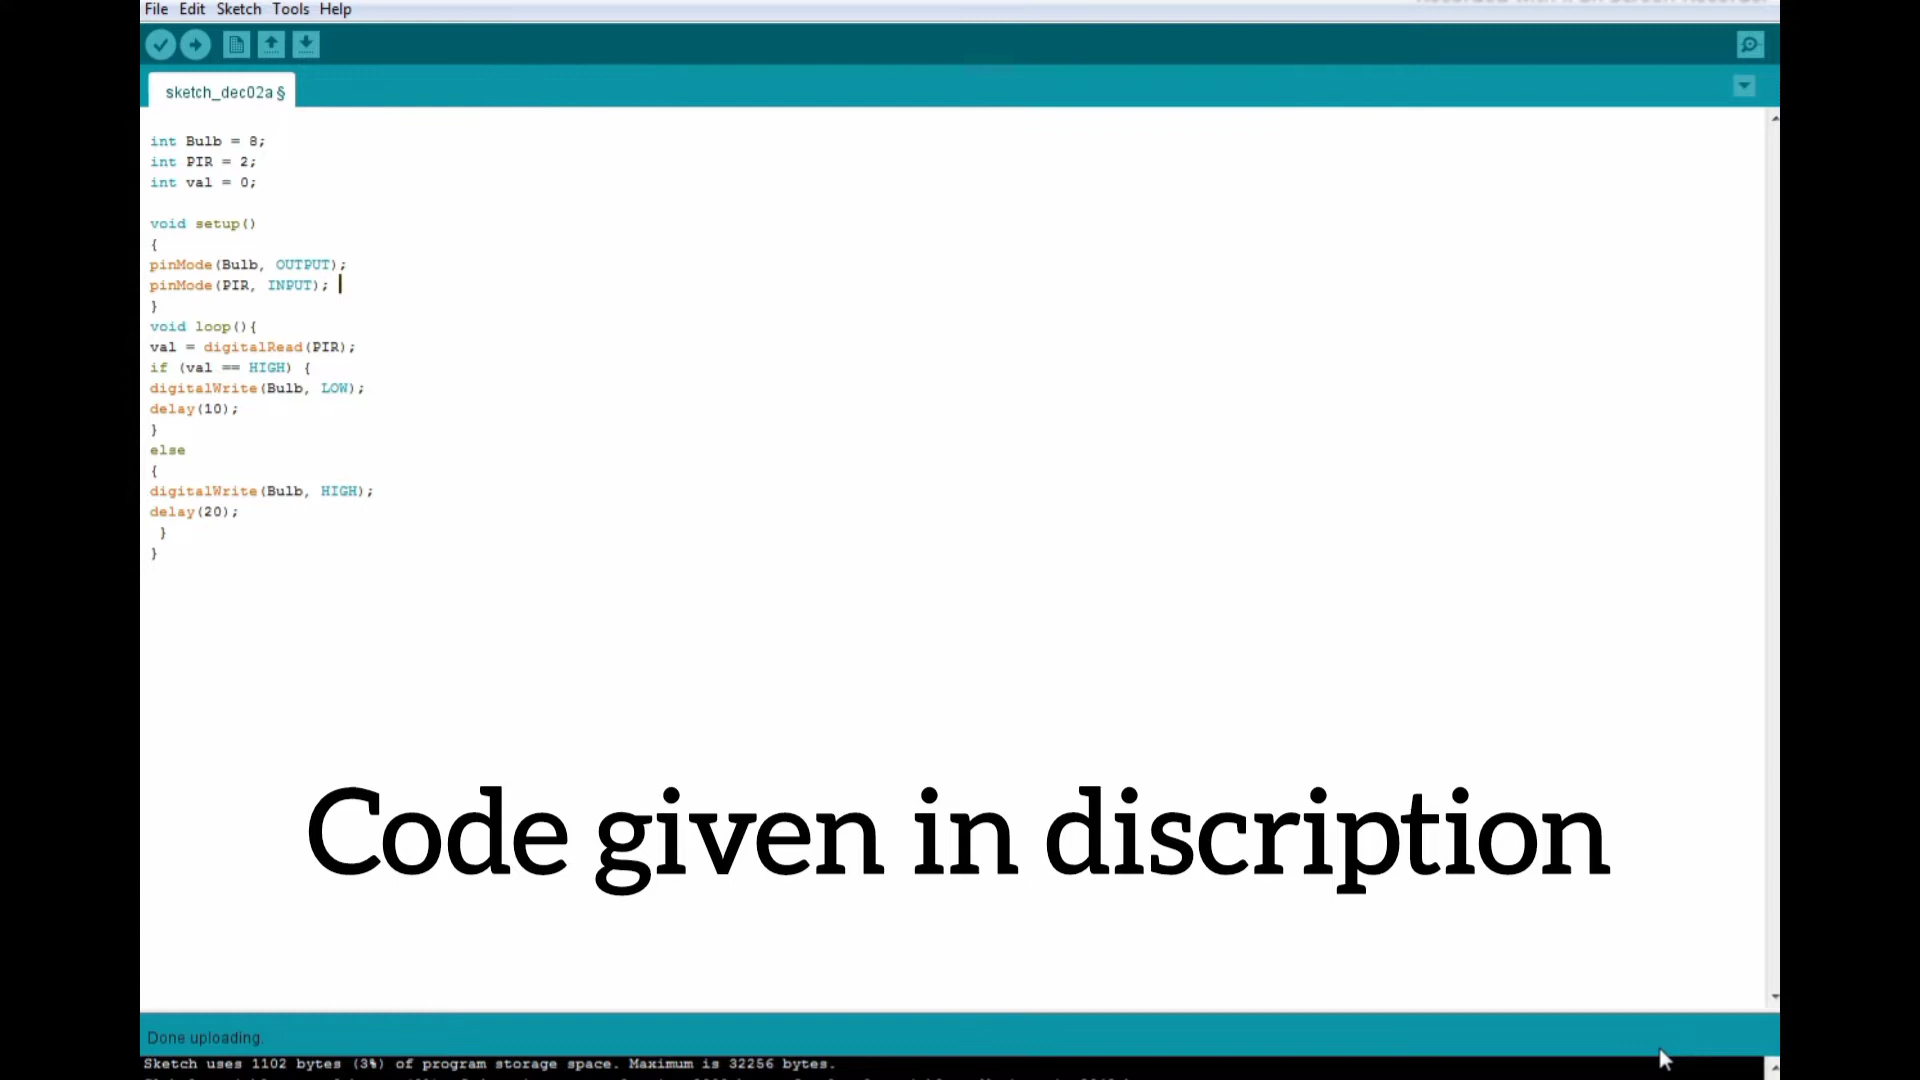 File Edit Sketch Tools Help
sketch_dec02a §
int Bulb = 8;
int PIR = 2;
int val = 0;
void setup()
{
pinMode(Bulb, OUTPUT);
pinMode(PIR, INPUT);
}
void loop(){
val = digitalRead(PIR);
if (val == HIGH) {
digitalWrite(Bulb, LOW);
delay(10);
}
else
{
digitalWrite(Bulb, HIGH);
delay(20);
}
}
Code given in discription
Done uploading.
Sketch uses 1102 bytes (3%) of program storage space. Maximum is 32256 bytes.